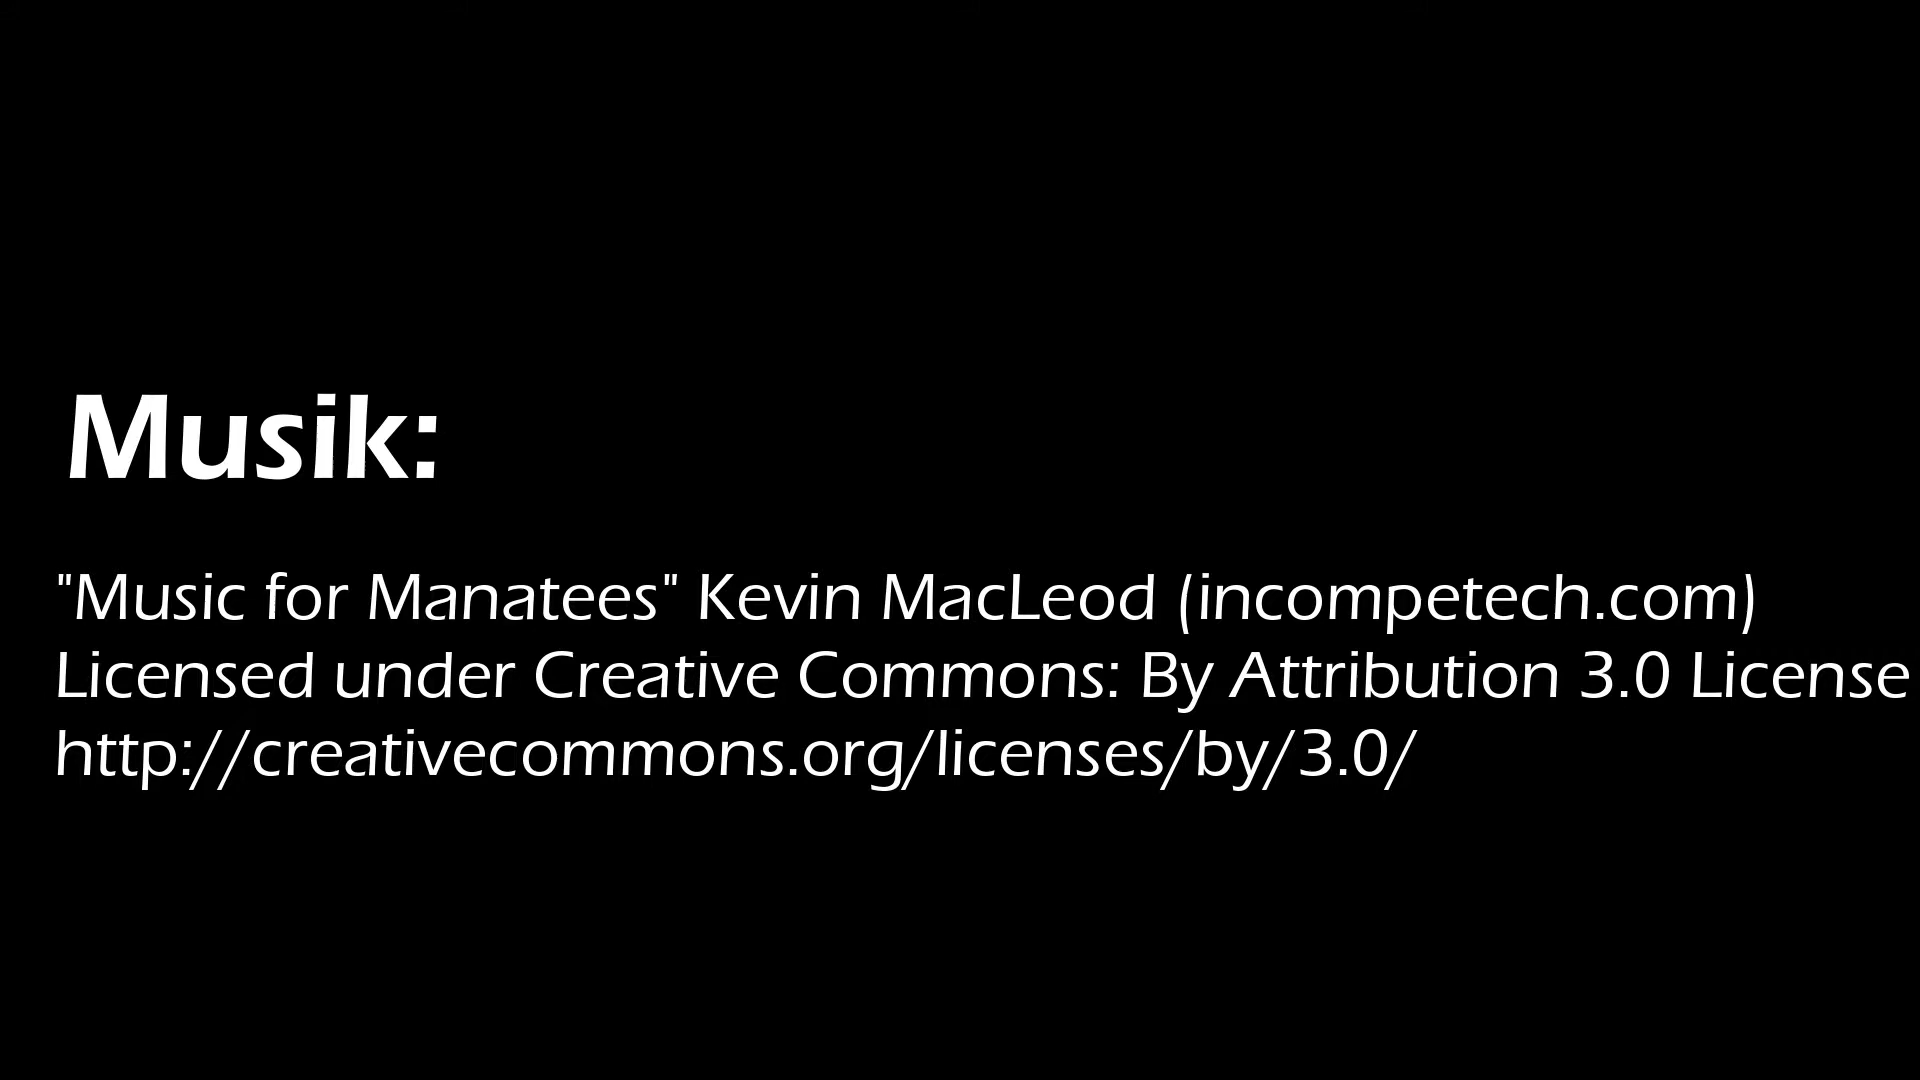 Musik:
"Music for Manatees" Kevin MacLeod (incompetech.com)
Licensed under Creative Commons: By Attribution 3.0 License
http://creativecommons.org/licenses/by/3.0/